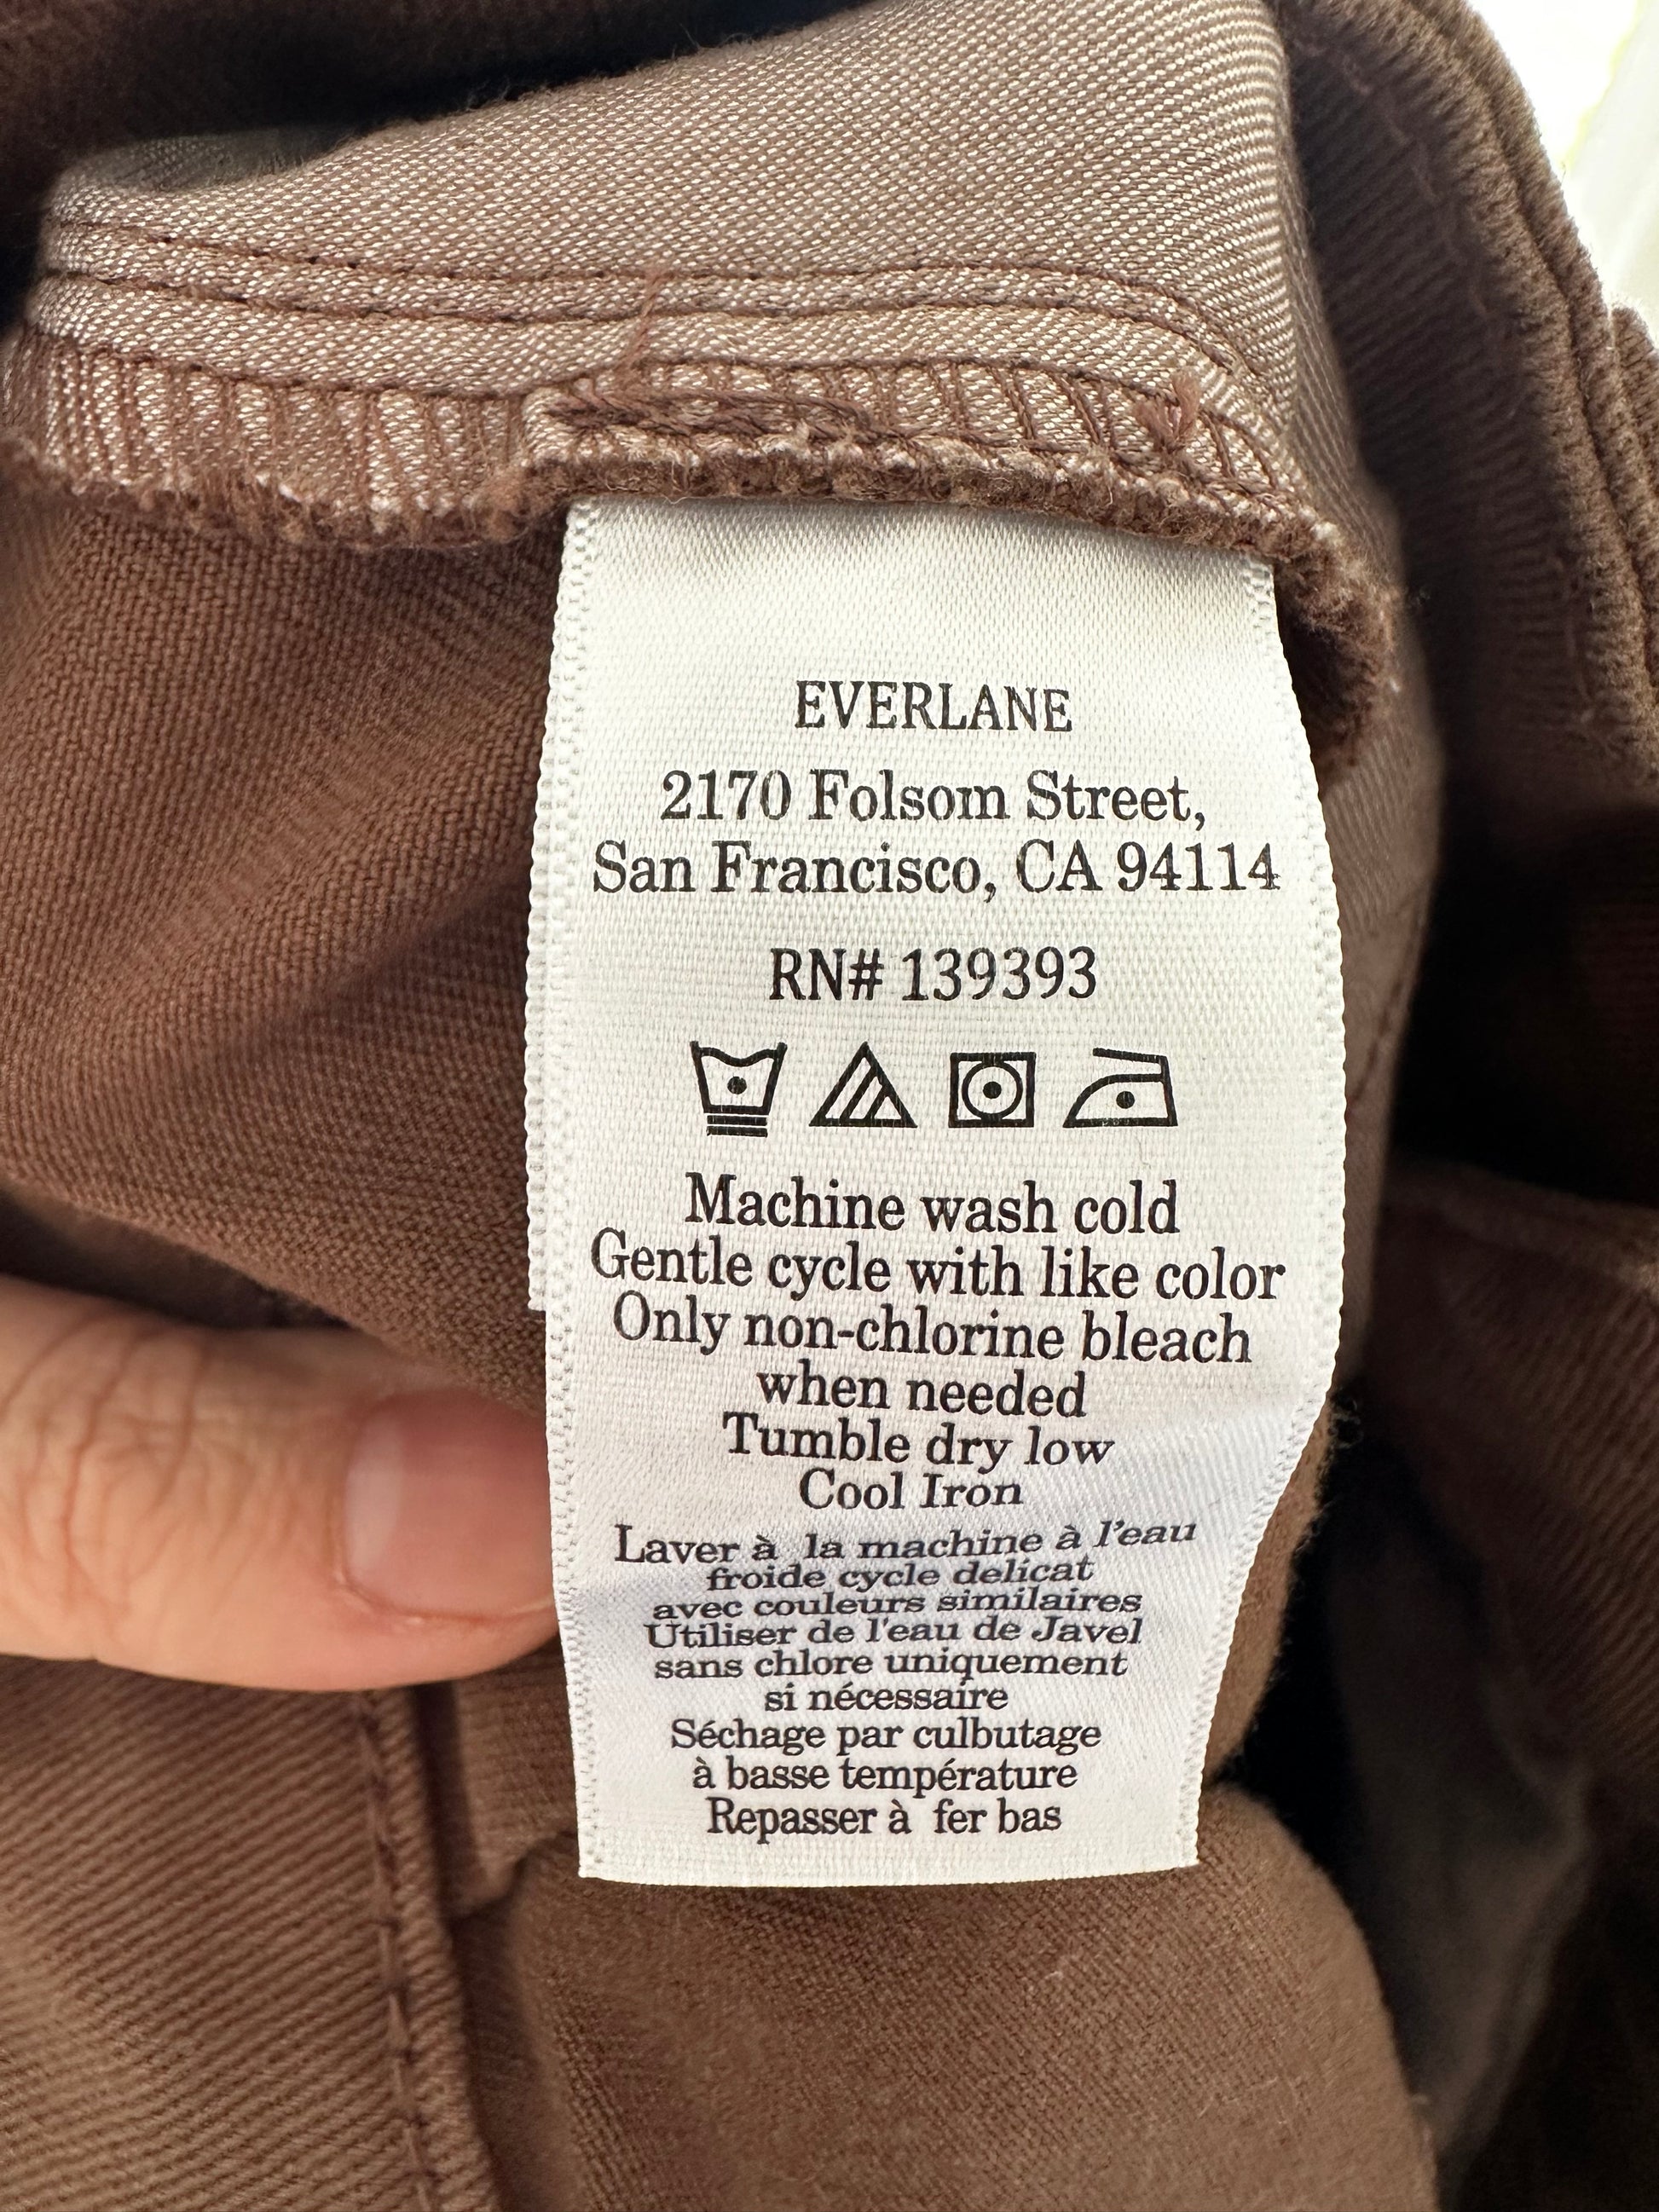 EVERLANE
2170 Folsom Street,
San Francisco, CA 94114
RN# 139393
Machine wash cold
Gentle cycle with like color
Only non-chlorine bleach
when needed
Tumble dry low
Cool Iron
Laver à la machine à l'eau
froide cycle delicat
avec couleurs similaires
Utiliser de l'eau de Javel
sans chlore uniquement
si nécessaire
Séchage par culbutage
à basse température
Repasser à fer bas